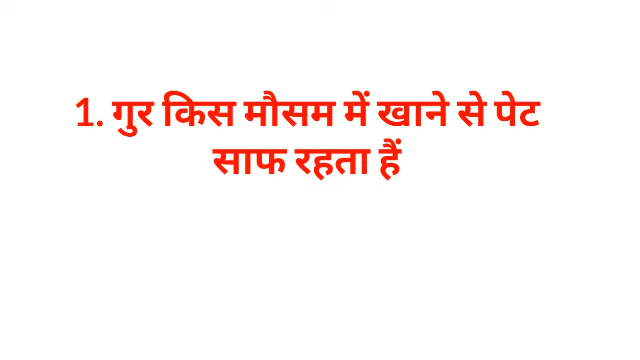 1. गुर किस मौसम में खाने से पेट
साफ रहता हैं